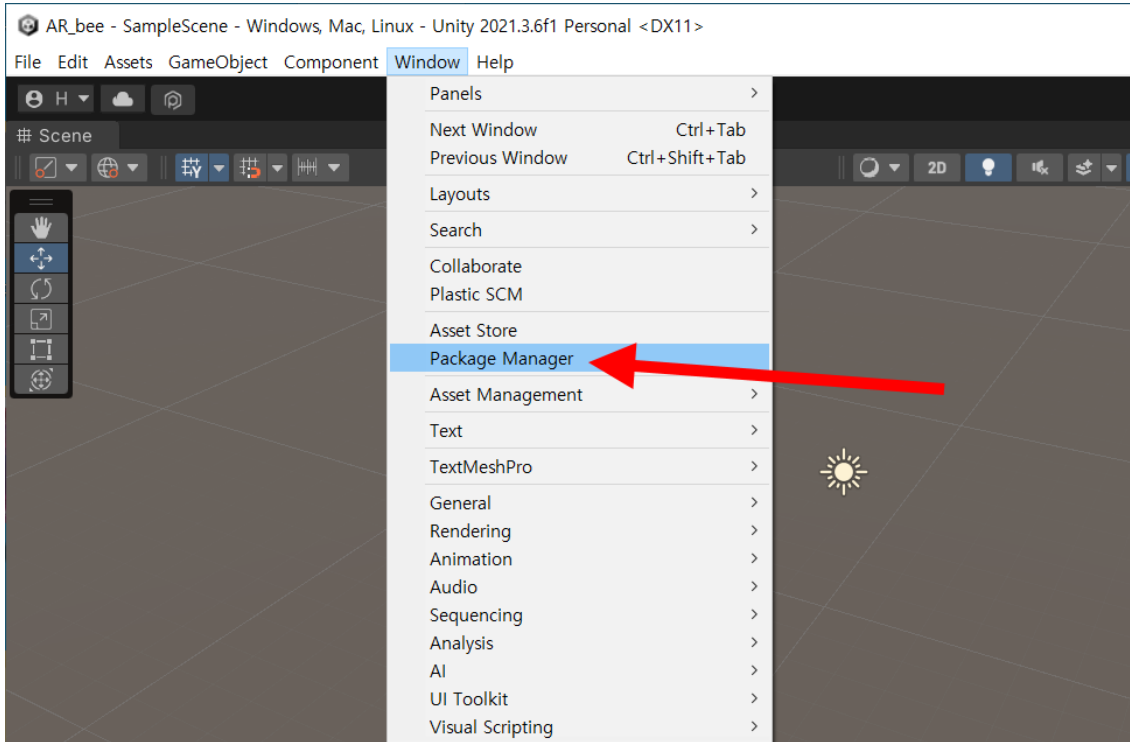 AR_bee - SampleScene - Windows, Mac, Linux - Unity 2021.3.6f1 Personal <DX11>
File Edit Assets GameObject Component Window Help
H
Scene
2D
Panels
Next Window Ctrl+Tab
Previous Window Ctrl+Shift+Tab
Layouts
Search
Collaborate
Plastic SCM
Asset Store
Package Manager
Asset Management
Text
TextMeshPro
General
Rendering
Animation
Audio
Sequencing
Analysis
AI
UI Toolkit
Visual Scripting